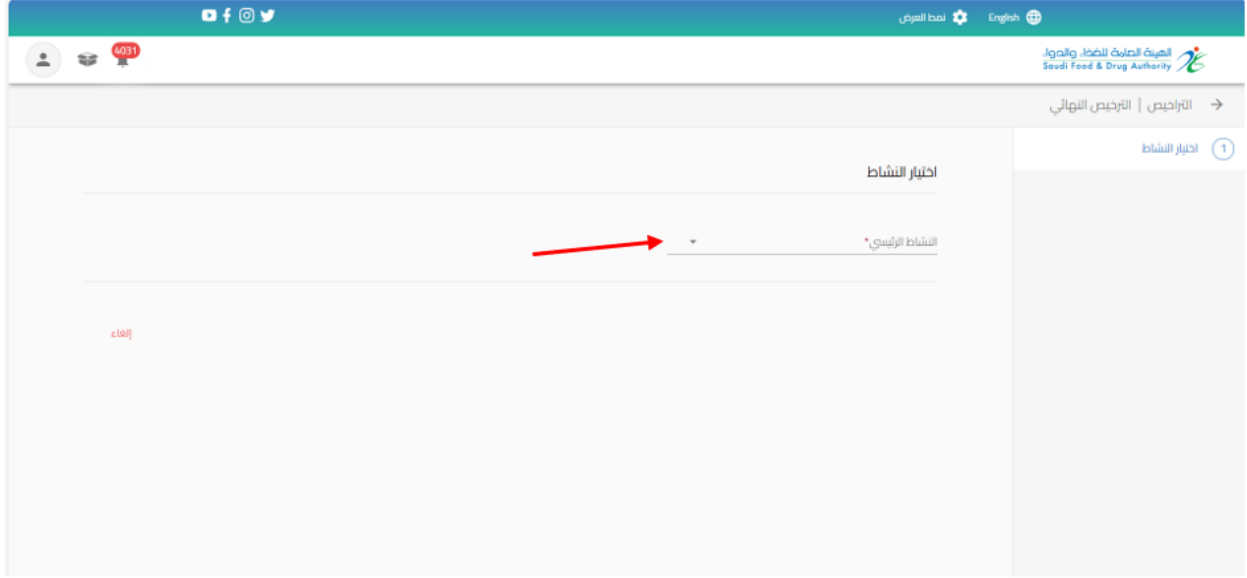 English نمط العرض
الهيئة العامة للغذاء والدواء
Saudi Food & Drug Authority
4031
التراخيص | الترخيص النهائي
1 اختيار النشاط
اختيار النشاط
النشاط الرئيسي*
إلغاء